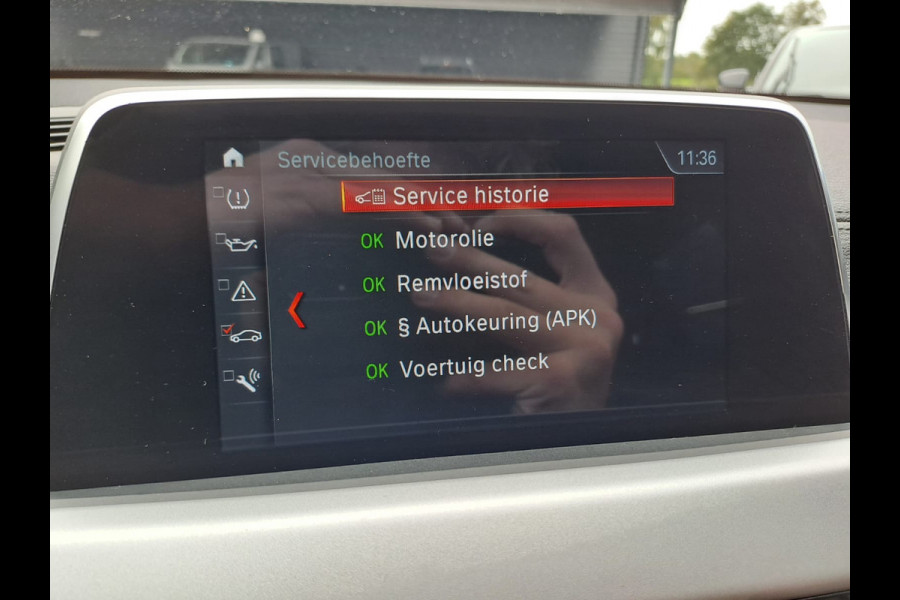 Servicebehoefte
11:36
Service historie
OK Motorolie
OK Remvloeistof
OK § Autokeuring (APK)
OK Voertuig check